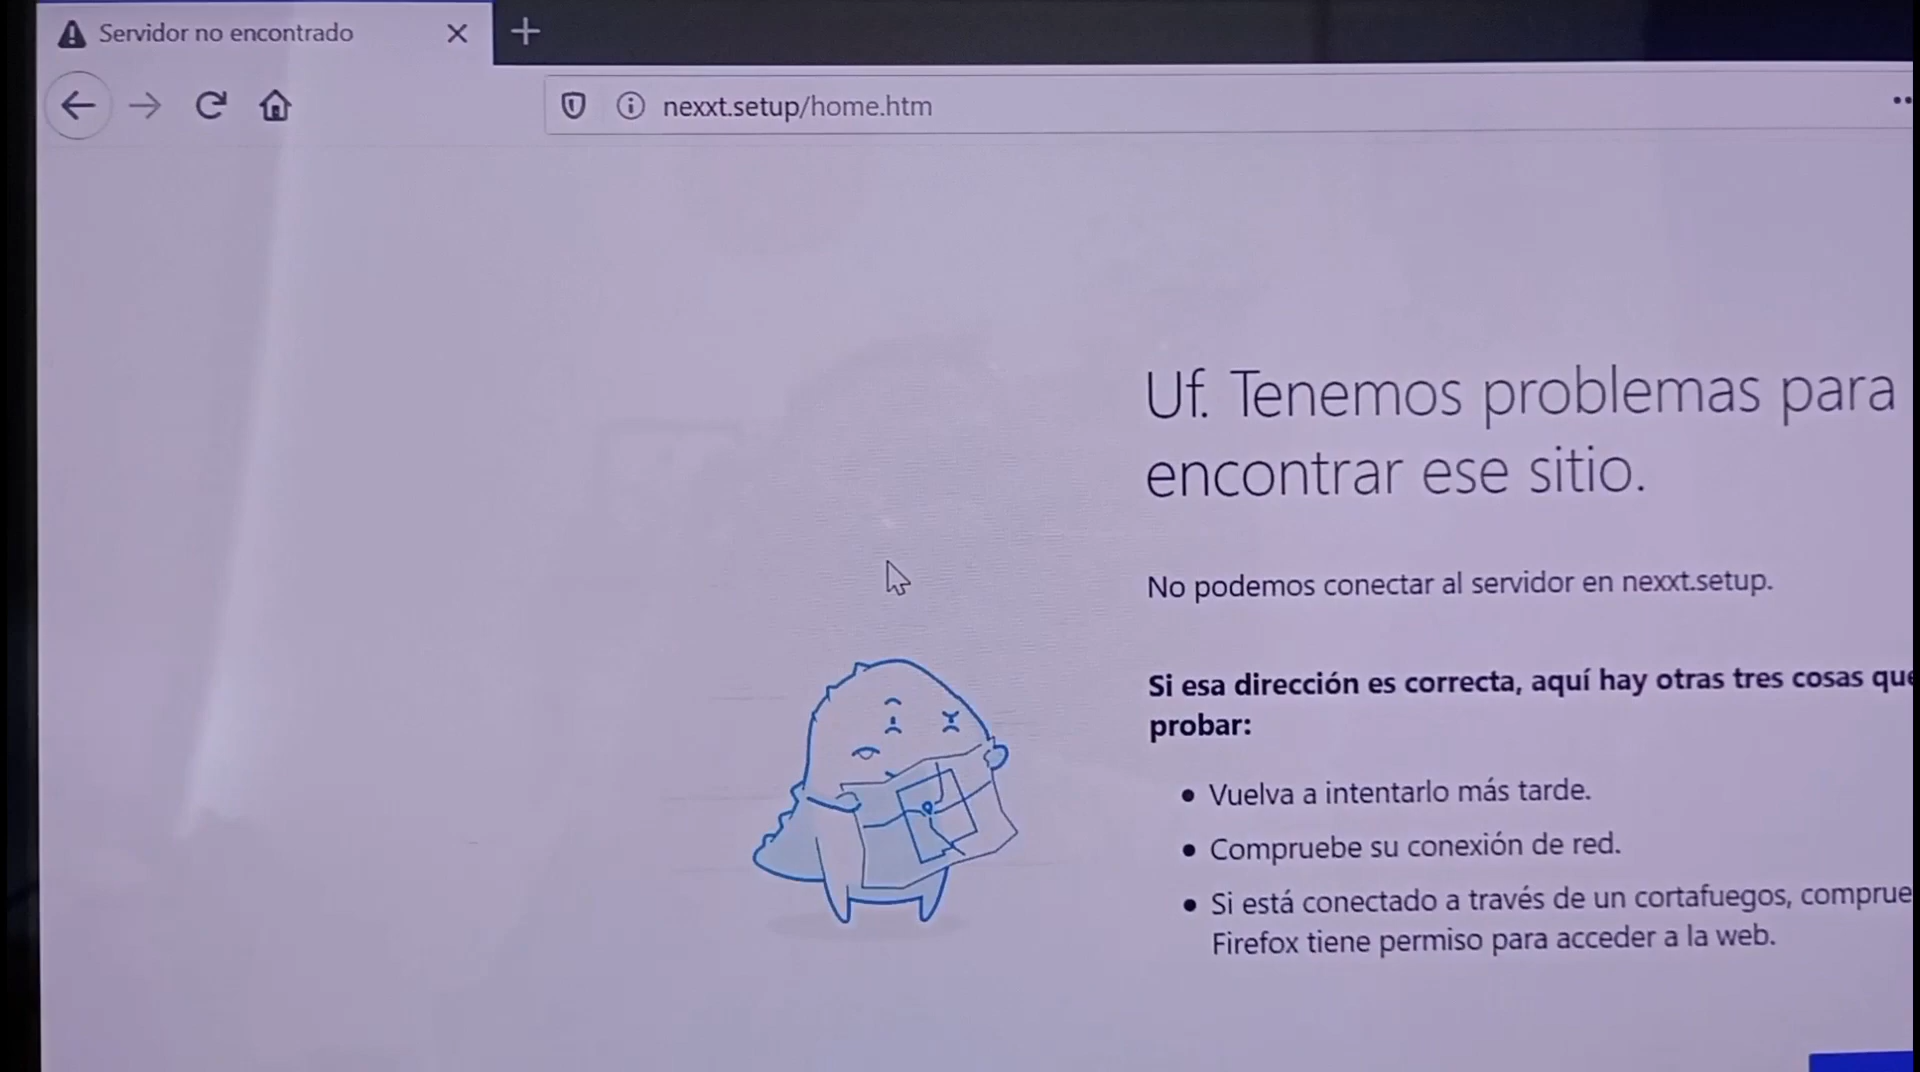 Servidor no encontrado
nexxt.setup/home.htm
Uf. Tenemos problemas para
encontrar ese sitio.
No podemos conectar al servidor en nexxt.setup.
Si esa dirección es correcta, aquí hay otras tres cosas que
probar:
Vuelva a intentarlo más tarde.
Compruebe su conexión de red.
Si está conectado a través de un cortafuegos, comprue
Firefox tiene permiso para acceder a la web.